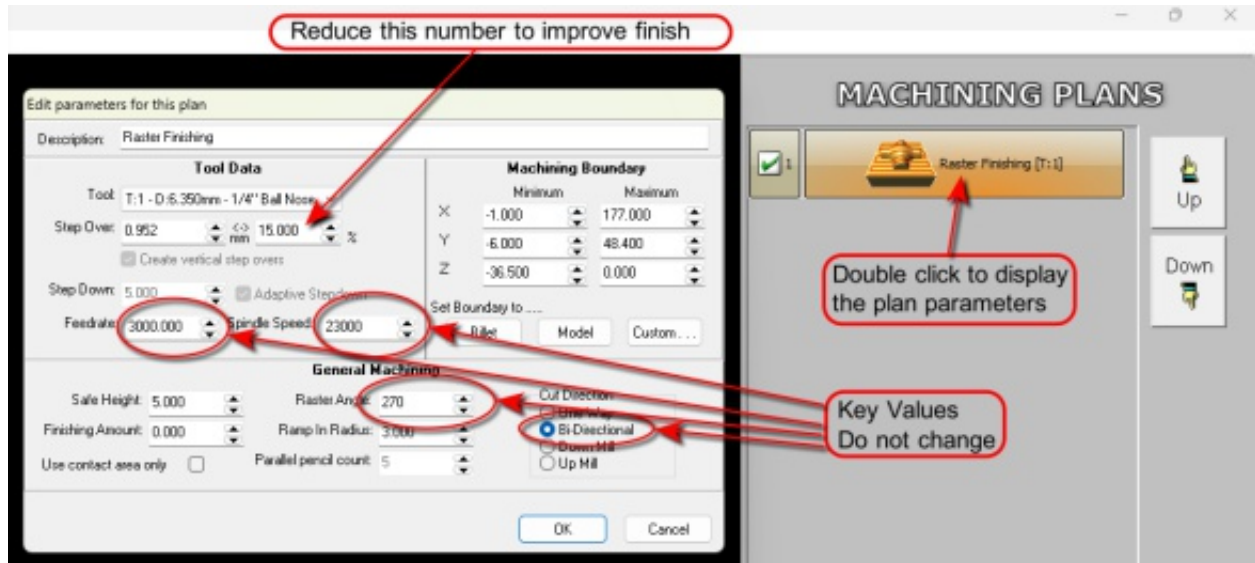 Reduce this number to improve finish
Edit parameters for this plan
Description: Raster Finishing
Tool Data
Tool: T:1 - D:6.350mm - 1/4" Ball Nose
Step Over: 0.952 <-> mm 15.000 %
Create vertical step overs
Step Down: 5.000 Adaptive Stepdown
Feedrate: 3000.000 Spindle Speed: 23000
Machining Boundary
Minimum Maximum
X -1.000 177.000
Y -6.000 48.400
Z -36.500 0.000
Set Boundary to ....
Billet Model Custom . . .
General Machining
Safe Height: 5.000 Raster Angle: 270
Finishing Amount: 0.000 Ramp In Radius: 3.000
Use contact area only Parallel pencil count: 5
Cut Direction
One Way
Bi-Directional
Down Mill
Up Mill
OK Cancel
MACHINING PLANS
1 Raster Finishing [T:1]
Up
Down
Double click to display
the plan parameters
Key Values
Do not change